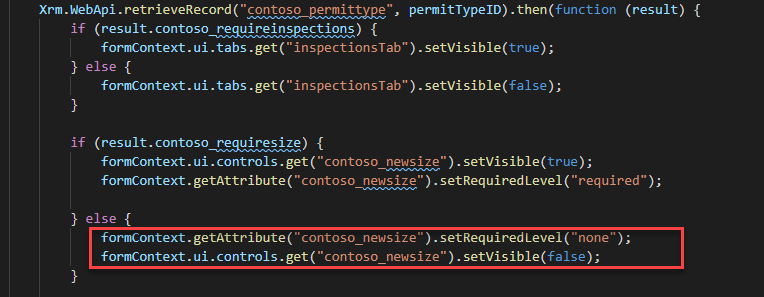 Xrm.WebApi.retrieveRecord("contoso_permittype", permitTypeID).then(function (result) {
if (result.contoso_requireinspections) {
formContext.ui.tabs.get("inspectionsTab").setVisible(true);
} else {
formContext.ui.tabs.get("inspectionsTab").setVisible(false);
}
if (result.contoso_requiresize) {
formContext.ui.controls.get("contoso_newsize").setVisible(true);
formContext.getAttribute("contoso_newsize").setRequiredLevel("required");
} else {
formContext.getAttribute("contoso_newsize").setRequiredLevel("none");
formContext.ui.controls.get("contoso_newsize").setVisible(false);
}